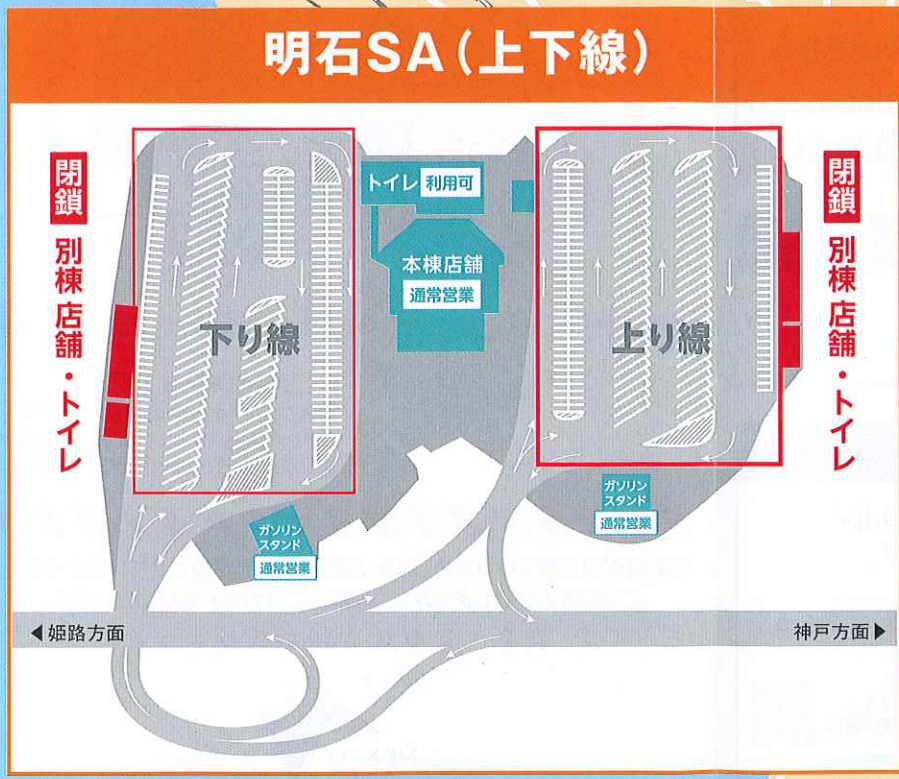 明石SA(上下線)
閉鎖
別棟 店舗・トイレ
下り線
トイレ 利用可
本棟店舗
通常営業
上り線
閉鎖
別棟 店舗・トイレ
ガソリン
スタンド
通常営業
ガソリン
スタンド
通常営業
◀姫路方面
神戸方面▶